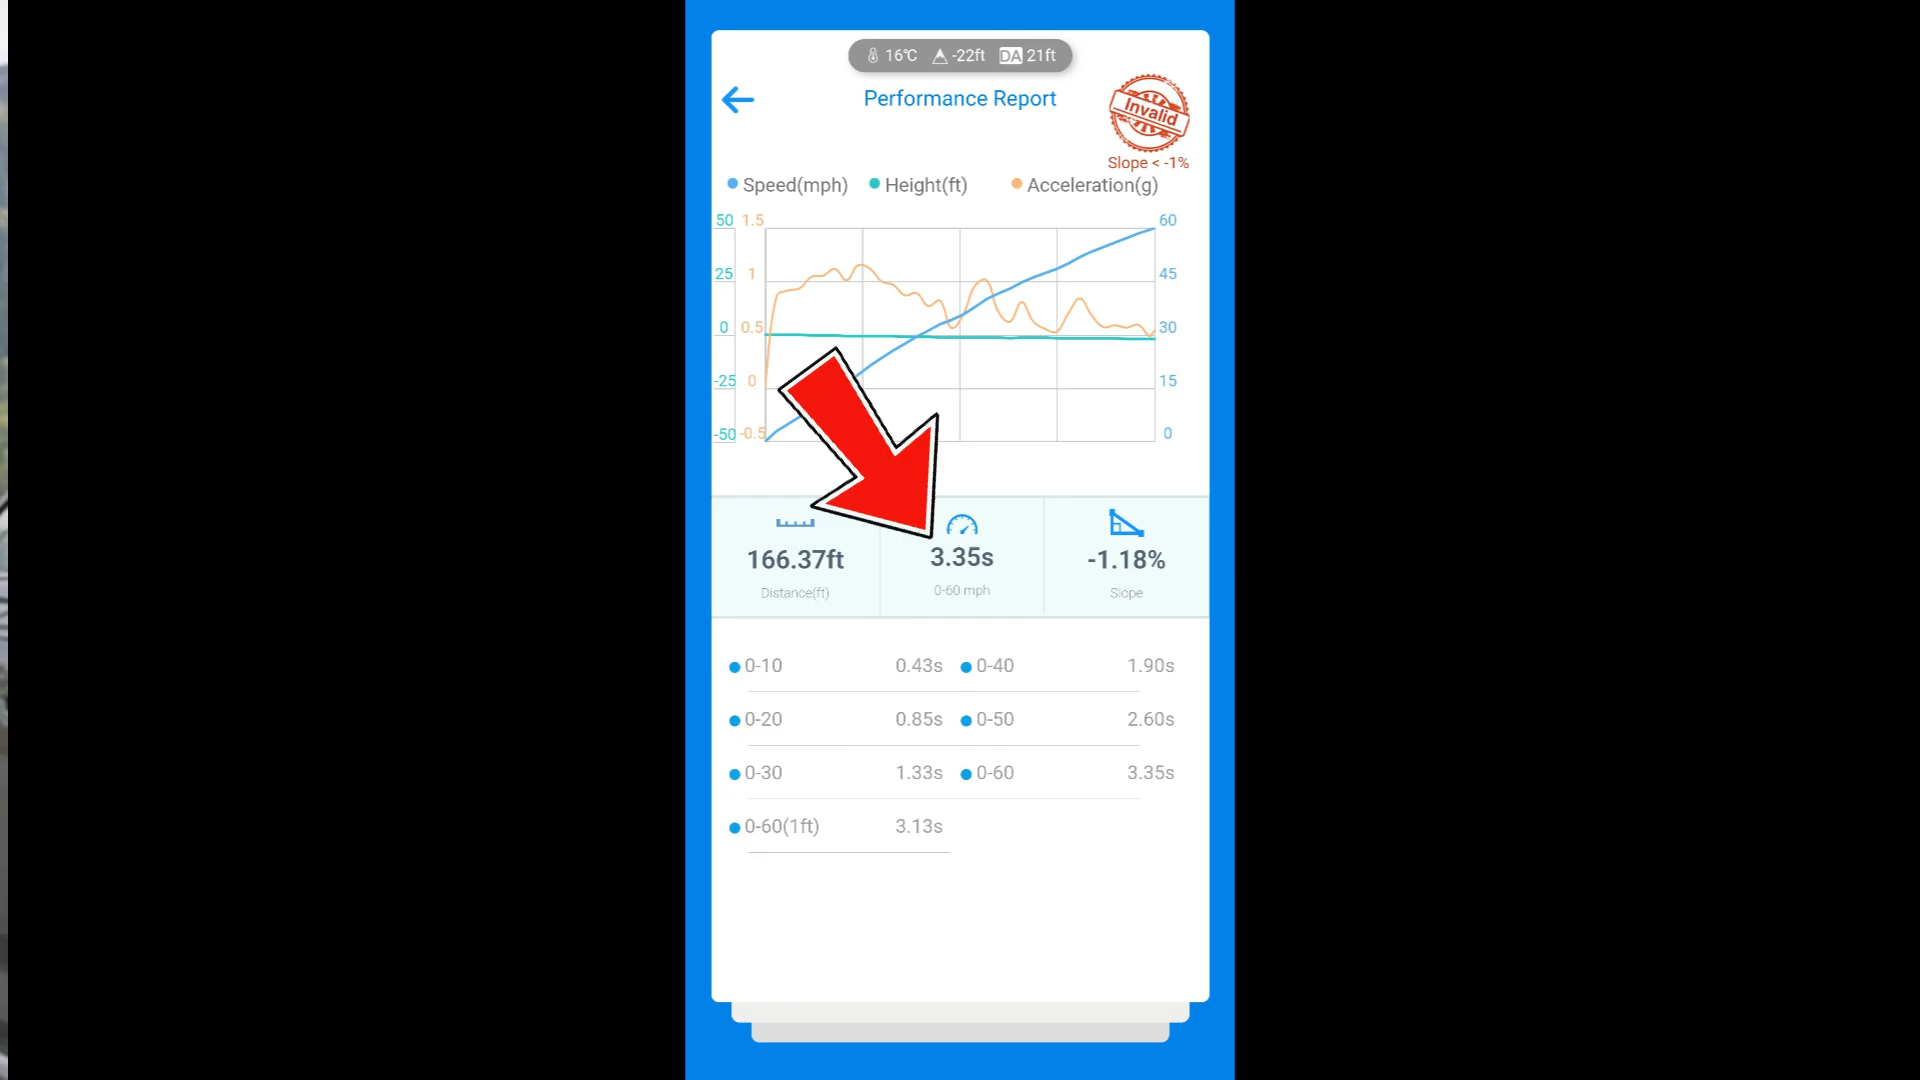 16℃ -22ft DA 21ft
Performance Report
Invalid
Slope < -1%
Speed(mph) Height(ft) Acceleration(g)
50 1.5 60
25 1 45
0 0.5 30
-25 0 15
-50 -0.5 0
166.37ft 3.35s -1.18%
Distance(ft) 0-60 mph Slope
0-10 0.43s 0-40 1.90s
0-20 0.85s 0-50 2.60s
0-30 1.33s 0-60 3.35s
0-60(1ft) 3.13s